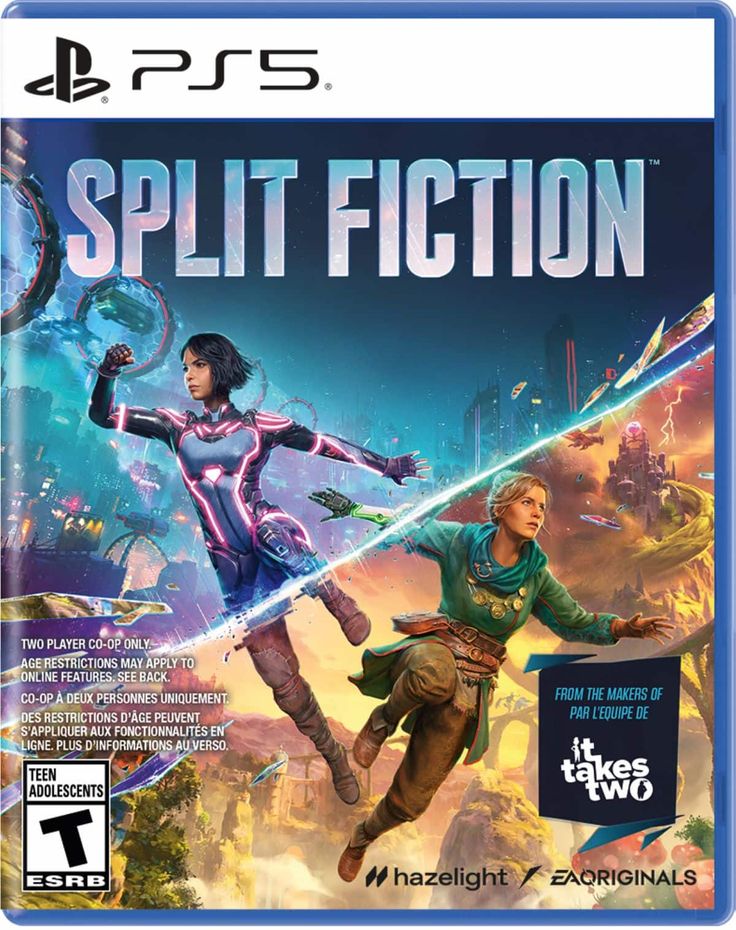 PS5®
SPLIT FICTION™
TWO PLAYER CO-OP ONLY.
AGE RESTRICTIONS MAY APPLY TO
ONLINE FEATURES. SEE BACK.
CO-OP À DEUX PERSONNES UNIQUEMENT.
DES RESTRICTIONS D'ÂGE PEUVENT
S'APPLIQUER AUX FONCTIONNALITÉS EN
LIGNE. PLUS D'INFORMATIONS AU VERSO.
FROM THE MAKERS OF
PAR L'EQUIPE DE
it
takes
two
TEEN
ADOLESCENTS
T
ESRB
hazelight / EA ORIGINALS